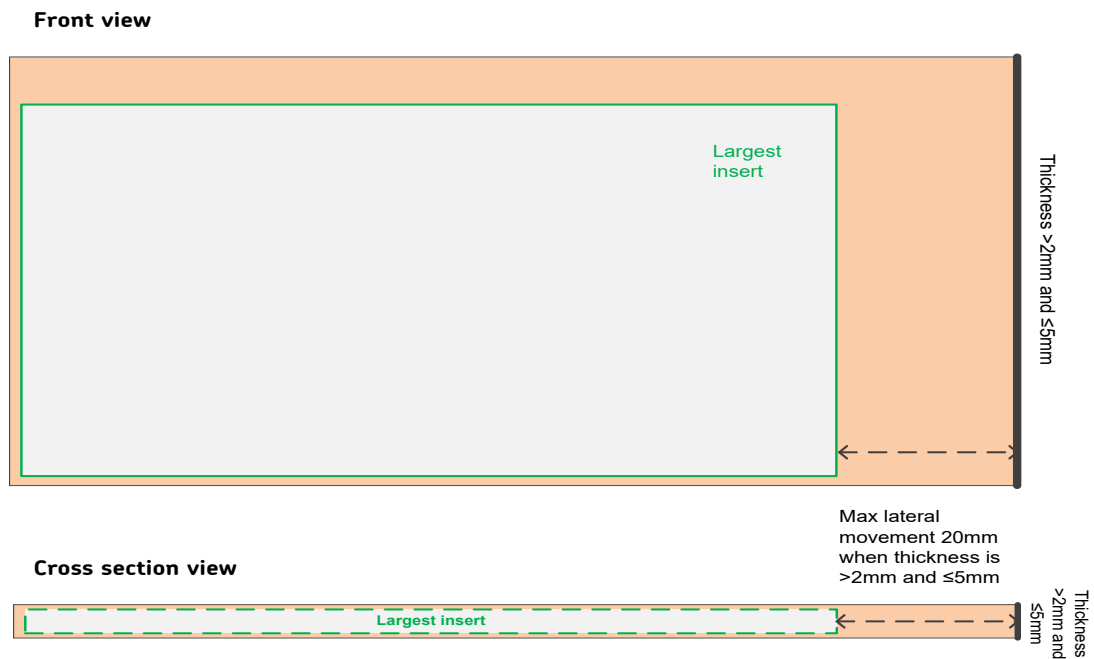 Front view
Largest
insert
Thickness >2mm and ≤5mm
Max lateral
movement 20mm
when thickness is
>2mm and ≤5mm
Cross section view
Largest insert
Thickness
>2mm and
≤5mm